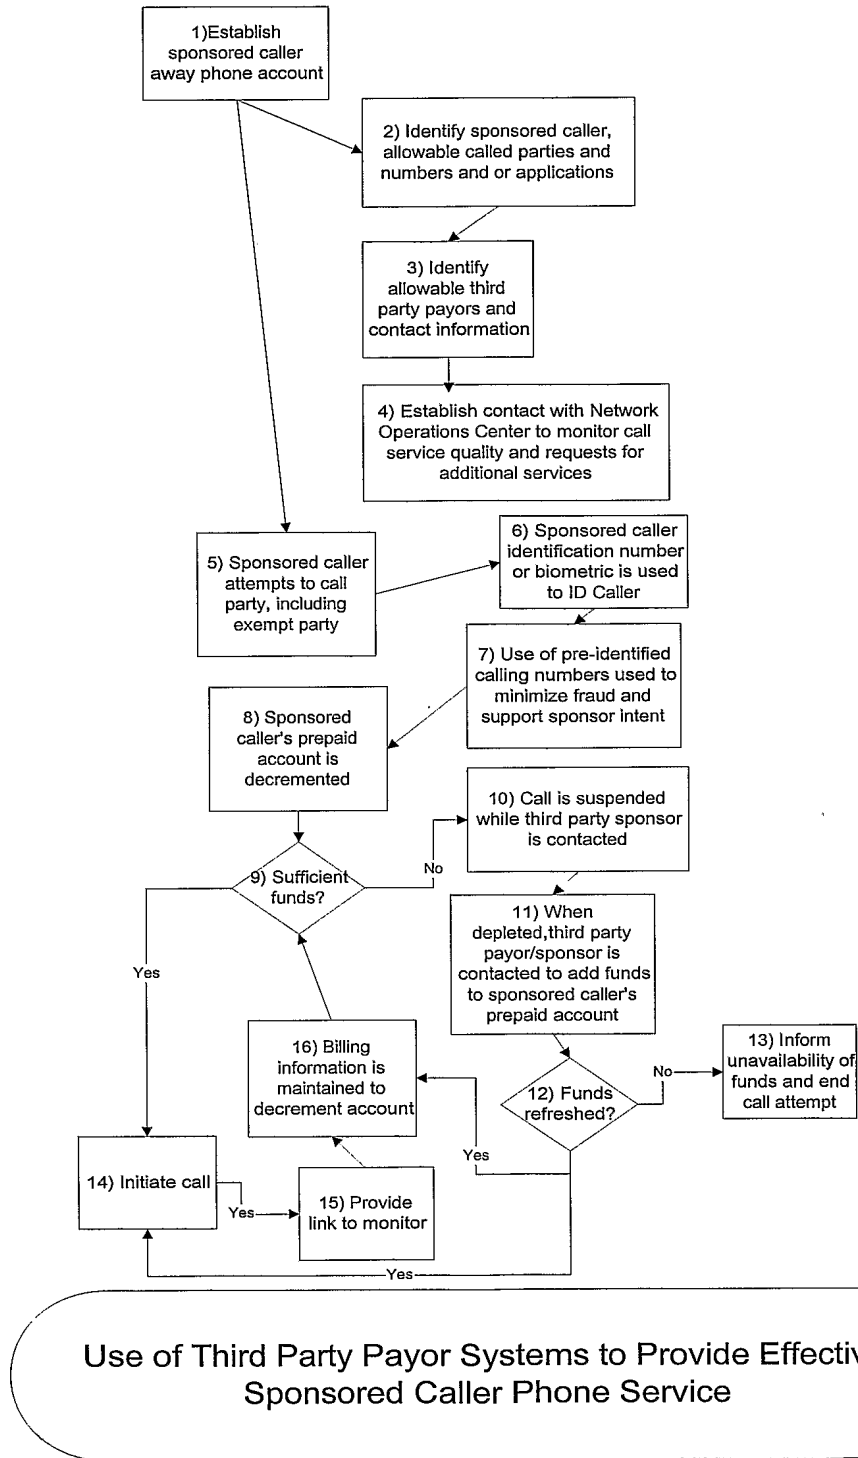 1)Establish
sponsored caller
away phone account
2) Identify sponsored caller,
allowable called parties and
numbers and or applications
3) Identify
allowable third
party payors and
contact information
4) Establish contact with Network
Operations Center to monitor call
service quality and requests for
additional services
5) Sponsored caller
attempts to call
party, including
exempt party
6) Sponsored caller
identification number
or biometric is used
to ID Caller
7) Use of pre-identified
calling numbers used to
minimize fraud and
support sponsor intent
8) Sponsored
caller's prepaid
account is
decremented
9) Sufficient
funds?
No
Yes
10) Call is suspended
while third party sponsor
is contacted
11) When
depleted,third party
payor/sponsor is
contacted to add funds
to sponsored caller's
prepaid account
12) Funds
refreshed?
No
13) Inform
unavailability of
funds and end
call attempt
Yes
Yes
14) Initiate call
Yes
15) Provide
link to monitor
16) Billing
information is
maintained to
decrement account
Use of Third Party Payor Systems to Provide Effectiv
Sponsored Caller Phone Service